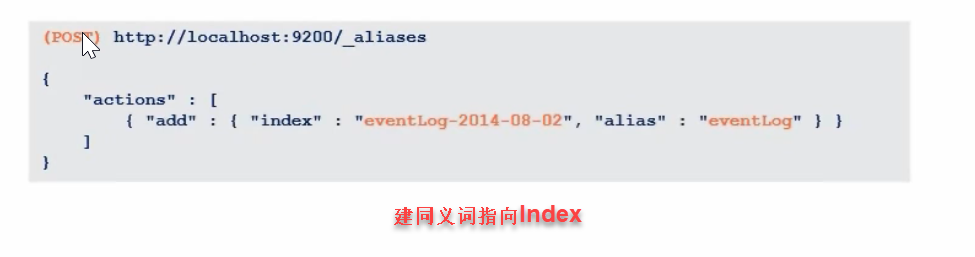 (POST) http://localhost:9200/_aliases
{
"actions" : [
{ "add" : { "index" : "eventLog-2014-08-02", "alias" : "eventLog" } }
]
}
建同义词指向Index